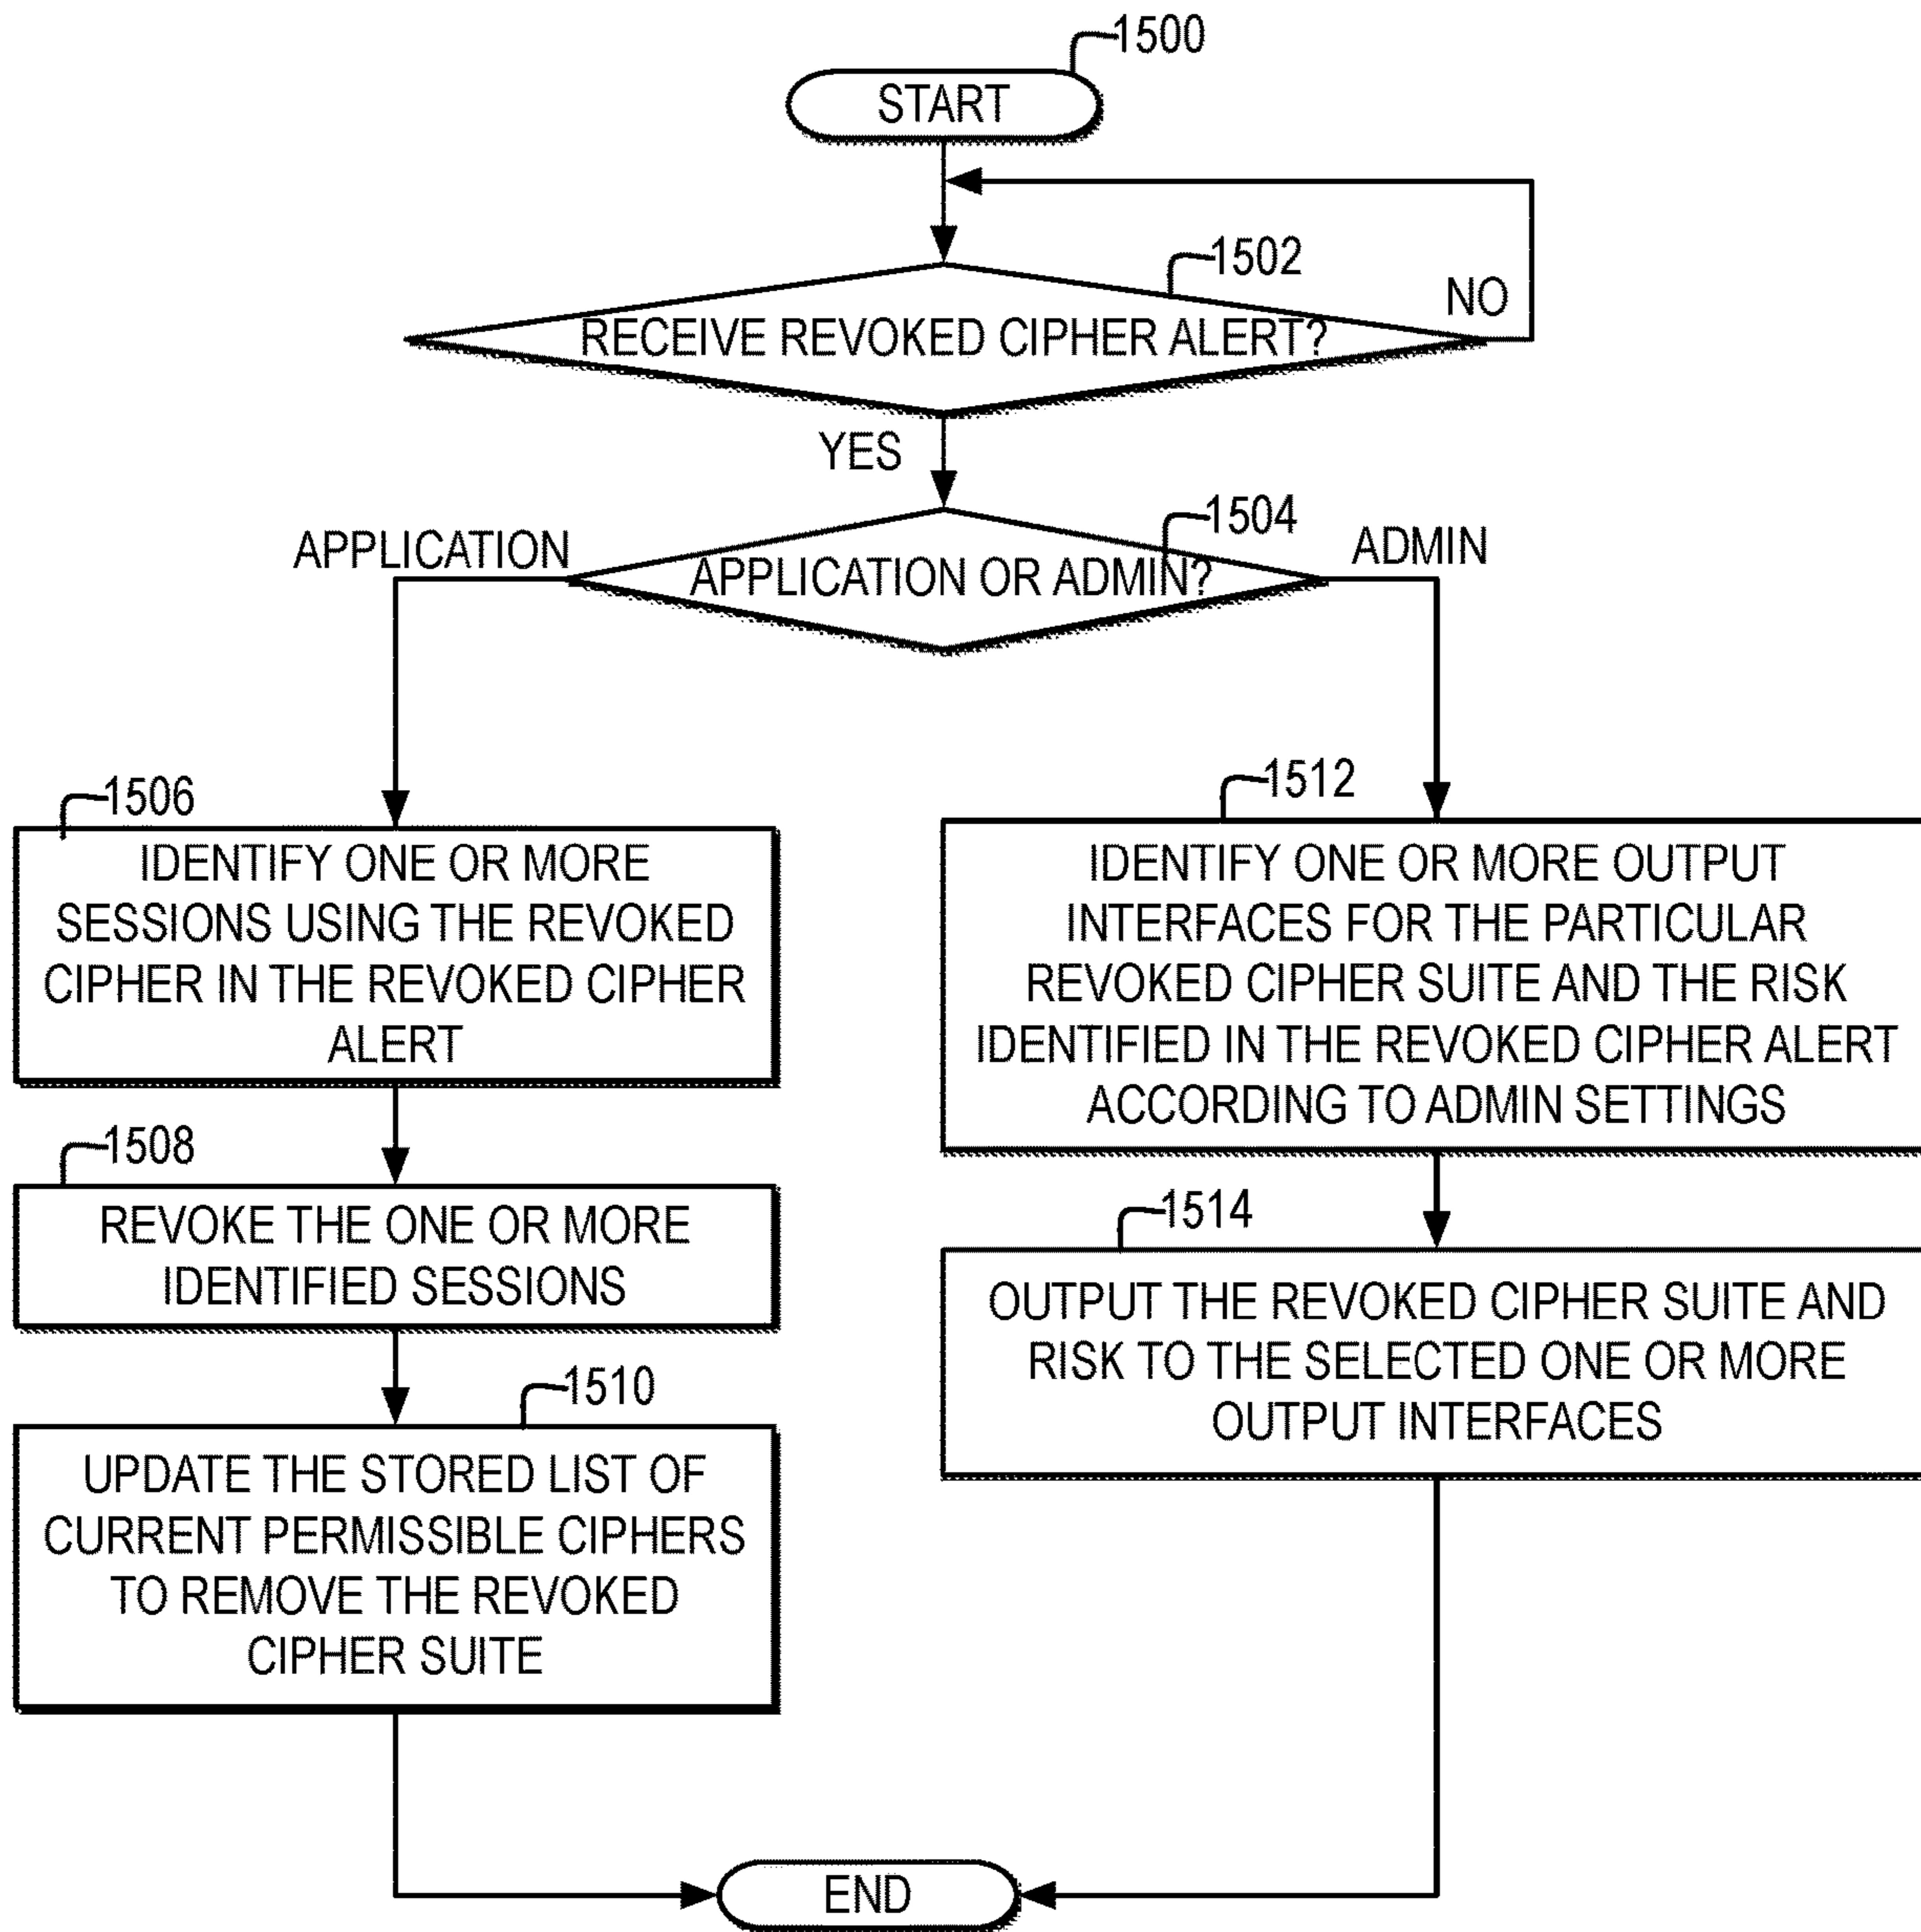 1500
START
1502
NO
RECEIVE REVOKED CIPHER ALERT?
YES
1504
APPLICATION
ADMIN
APPLICATION OR ADMIN?
1506
IDENTIFY ONE OR MORE
SESSIONS USING THE REVOKED
CIPHER IN THE REVOKED CIPHER
ALERT
1508
REVOKE THE ONE OR MORE
IDENTIFIED SESSIONS
1510
UPDATE THE STORED LIST OF
CURRENT PERMISSIBLE CIPHERS
TO REMOVE THE REVOKED
CIPHER SUITE
1512
IDENTIFY ONE OR MORE OUTPUT
INTERFACES FOR THE PARTICULAR
REVOKED CIPHER SUITE AND THE RISK
IDENTIFIED IN THE REVOKED CIPHER ALERT
ACCORDING TO ADMIN SETTINGS
1514
OUTPUT THE REVOKED CIPHER SUITE AND
RISK TO THE SELECTED ONE OR MORE
OUTPUT INTERFACES
END